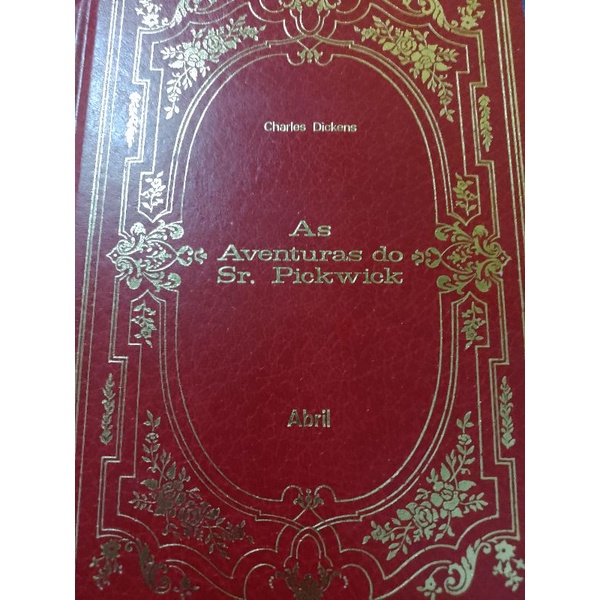 Charles Dickens
As
Aventuras do
Sr. Pickwick
Abril